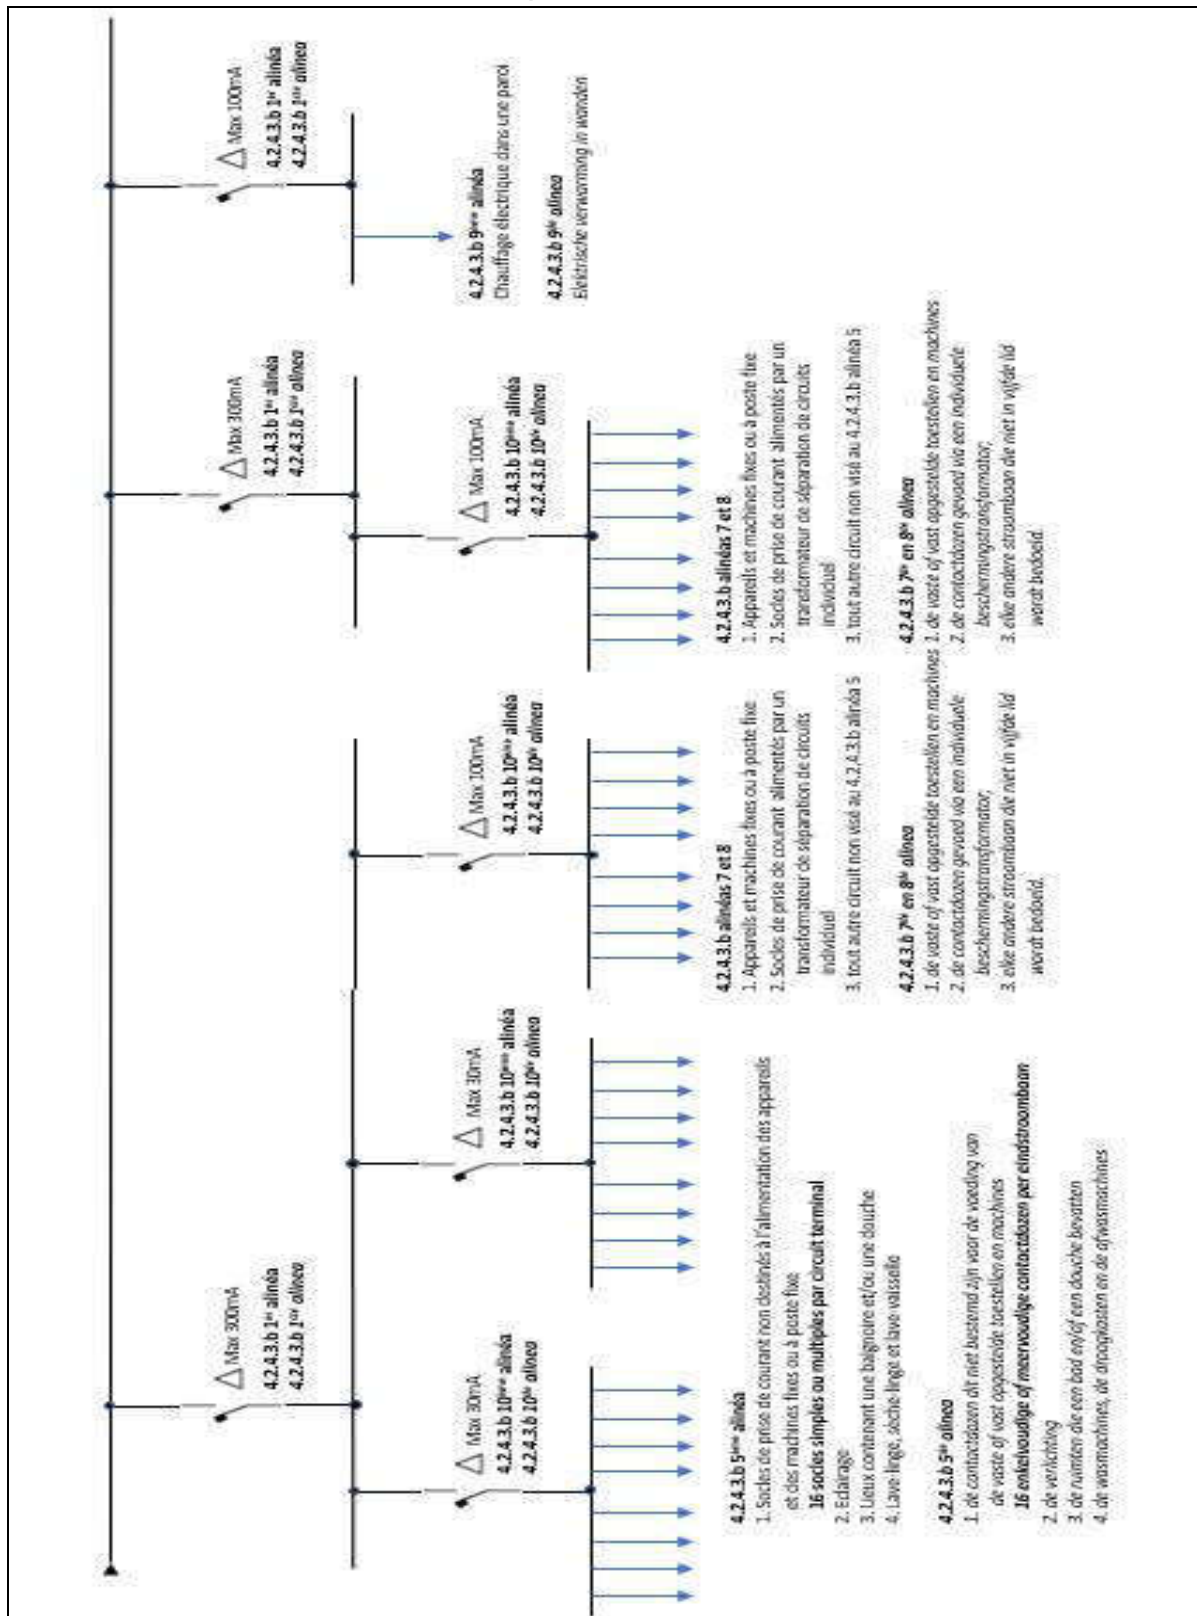 Max 300mA
4.2.4.3.b 1er alinéa
4.2.4.3.b 1ste alinea
Max 300mA
4.2.4.3.b 1er alinéa
4.2.4.3.b 1ste alinea
Max 100mA
4.2.4.3.b 1er alinéa
4.2.4.3.b 1ste alinea
Max 30mA
4.2.4.3.b 10ème alinéa
4.2.4.3.b 10de alinea
Max 30mA
4.2.4.3.b 10ème alinéa
4.2.4.3.b 10de alinea
Max 100mA
4.2.4.3.b 10ème alinéa
4.2.4.3.b 10de alinea
Max 100mA
4.2.4.3.b 10ème alinéa
4.2.4.3.b 10de alinea
4.2.4.3.b 9ème alinéa
Chauffage électrique dans une paroi
4.2.4.3.b 9de alinea
Elektrische verwarming in wanden
4.2.4.3.b 5ème alinéa
1. Socles de prise de courant non destinés à l'alimentation des appareils
et des machines fixes ou à poste fixe
16 socles simples ou multiples par circuit terminal
2. Eclairage
3. Lieux contenant une baignoire et/ou une douche
4. Lave-linge, sèche-linge et lave vaisselle
4.2.4.3.b 5de alinea
1. de contactdozen dit niet bestemd zijn voor de voeding van
de vaste of vast opgestelde toestellen en machines
16 enkelvoudige of meervoudige contactdozen per eindstroombaan
2. de verlichting
3. de ruimten die een bad en/of een douche bevatten
4. de wasmachines, de droogkasten en de afwasmachines
4.2.4.3.b alinéas 7 et 8
1. Appareils et machines fixes ou à poste fixe
2. Socles de prise de courant alimentés par un
transformateur de séparation de circuits
individuel
3. tout autre circuit non visé au 4.2.4.3.b alinéa 5
4.2.4.3.b 7de en 8ste alinea
1. de vaste of vast opgestelde toestellen en machines
2. de contactdozen gevoed via een individuele
beschermingstransformator;
3. elke andere stroombaan die niet in vijfde lid
wordt bedoeld.
4.2.4.3.b alinéas 7 et 8
1. Appareils et machines fixes ou à poste fixe
2. Socles de prise de courant alimentés par un
transformateur de séparation de circuits
individuel
3. tout autre circuit non visé au 4.2.4.3.b alinéa 5
4.2.4.3.b 7de en 8ste alinea
1. de vaste of vast opgestelde toestellen en machines
2. de contactdozen gevoed via een individuele
beschermingstransformator;
3. elke andere stroombaan die niet in vijfde lid
wordt bedoeld.